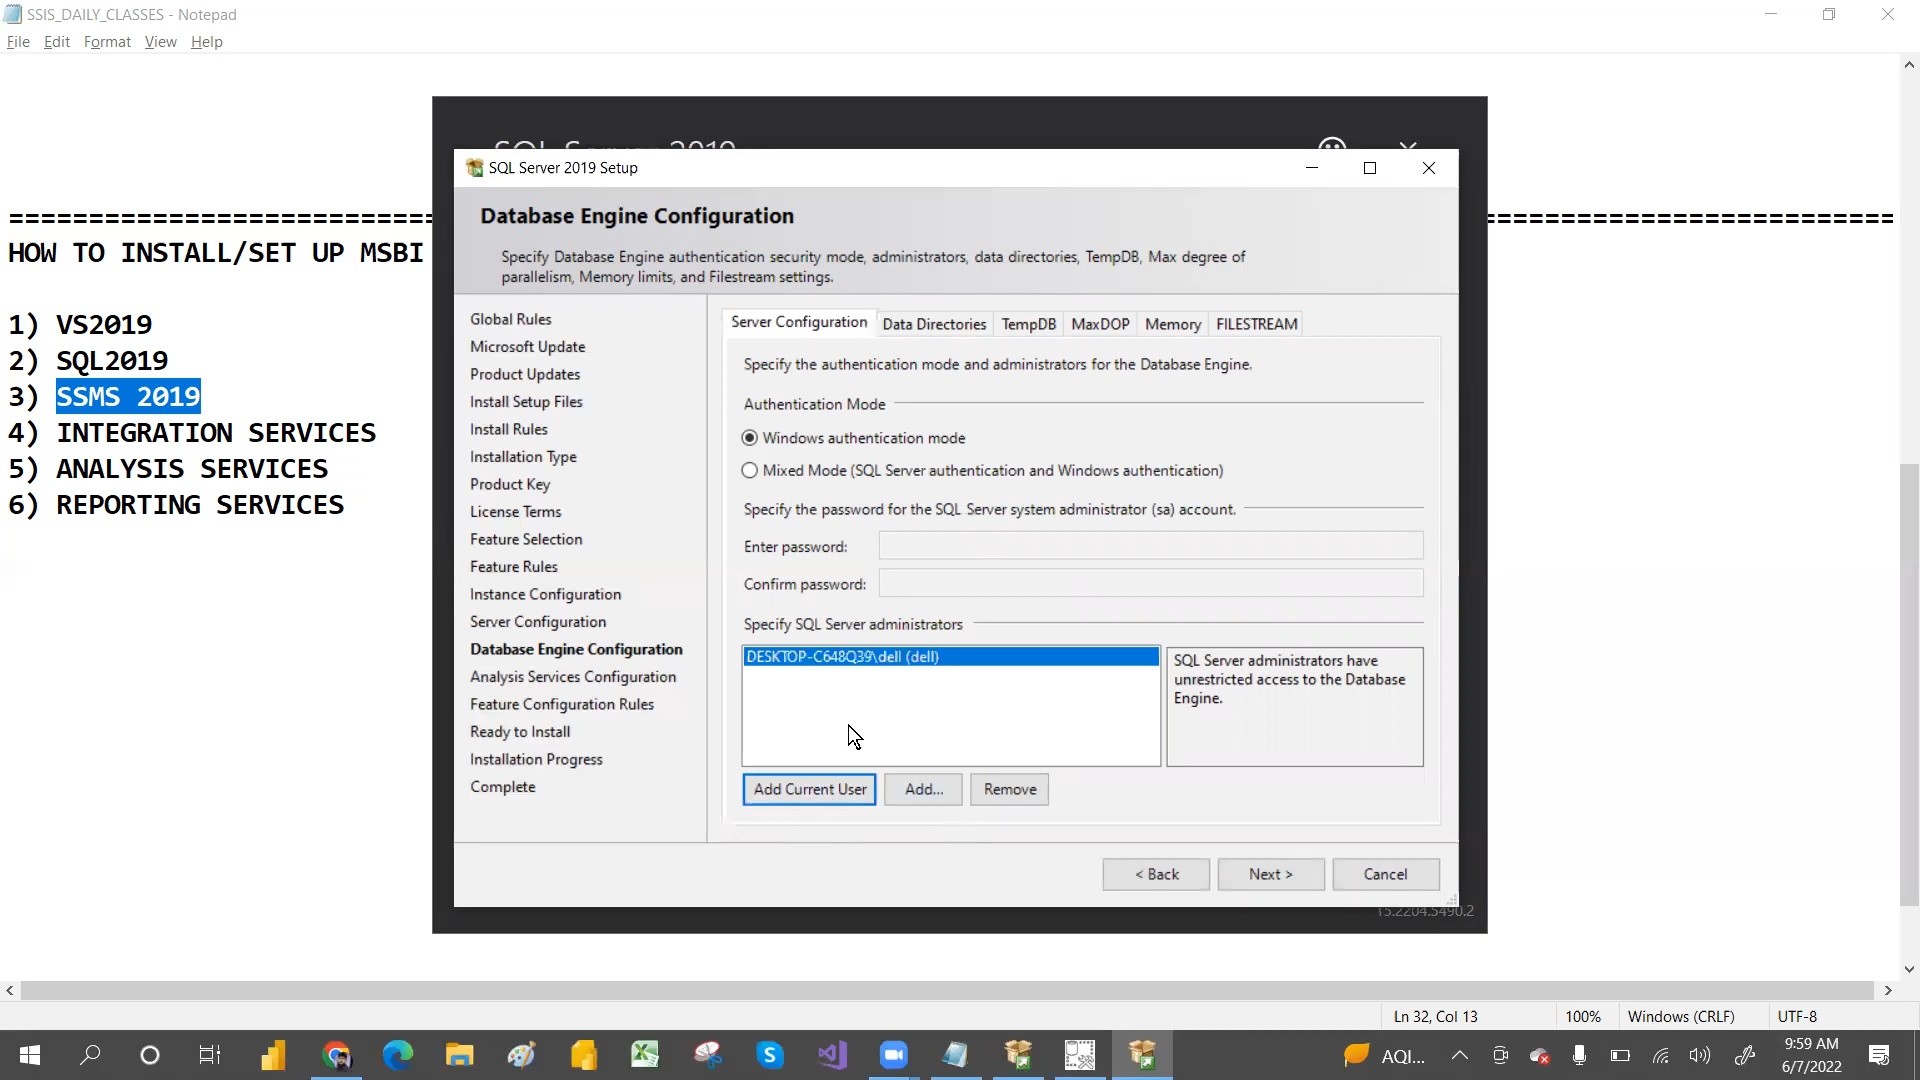 SSIS_DAILY_CLASSES - Notepad
File Edit Format View Help
SQL Server 2019
SQL Server 2019 Setup
Database Engine Configuration
Specify Database Engine authentication security mode, administrators, data directories, TempDB, Max degree of
parallelism, Memory limits, and Filestream settings.
HOW TO INSTALL/SET UP MSBI
1) VS2019
2) SQL2019
3) SSMS 2019
4) INTEGRATION SERVICES
5) ANALYSIS SERVICES
6) REPORTING SERVICES
Global Rules
Microsoft Update
Product Updates
Install Setup Files
Install Rules
Installation Type
Product Key
License Terms
Feature Selection
Feature Rules
Instance Configuration
Server Configuration
Database Engine Configuration
Analysis Services Configuration
Feature Configuration Rules
Ready to Install
Installation Progress
Complete
Server Configuration Data Directories TempDB MaxDOP Memory FILESTREAM
Specify the authentication mode and administrators for the Database Engine.
Authentication Mode
Windows authentication mode
Mixed Mode (SQL Server authentication and Windows authentication)
Specify the password for the SQL Server system administrator (sa) account.
Enter password:
Confirm password:
Specify SQL Server administrators
DESKTOP-C648Q39\dell (dell)
SQL Server administrators have
unrestricted access to the Database
Engine.
Add Current User Add... Remove
< Back Next > Cancel
15.2204.5490.2
Ln 32, Col 13 100% Windows (CRLF) UTF-8
AQI...
9:59 AM
6/7/2022